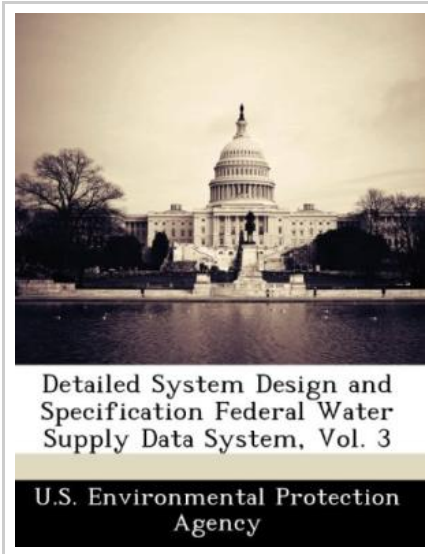 Detailed System Design and
Specification Federal Water
Supply Data System, Vol. 3
U.S. Environmental Protection
Agency